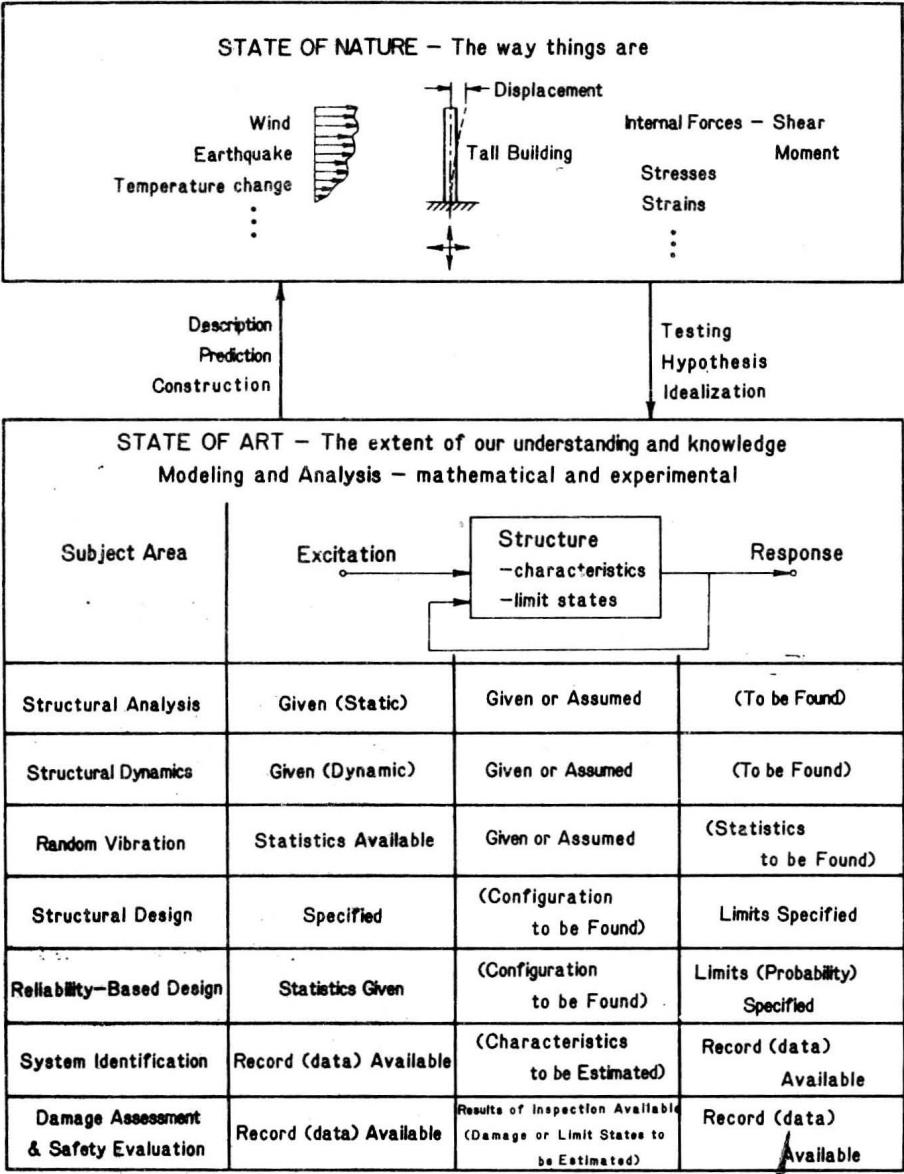 STATE OF NATURE – The way things are
Displacement
Wind
Earthquake
Temperature change
Tall Building
Internal Forces – Shear
Moment
Stresses
Strains
Description
Prediction
Construction
Testing
Hypothesis
Idealization
STATE OF ART – The extent of our understanding and knowledge
Modeling and Analysis – mathematical and experimental
Subject Area
Excitation
Structure
–characteristics
–limit states
Response
Structural Analysis
Given (Static)
Given or Assumed
(To be Found)
Structural Dynamics
Given (Dynamic)
Given or Assumed
(To be Found)
Random Vibration
Statistics Available
Given or Assumed
(Statistics
to be Found)
Structural Design
Specified
(Configuration
to be Found)
Limits Specified
Reliability–Based Design
Statistics Given
(Configuration
to be Found)
Limits (Probability)
Specified
System Identification
Record (data) Available
(Characteristics
to be Estimated)
Record (data)
Available
Damage Assessment
& Safety Evaluation
Record (data) Available
Results of Inspection Available
(Damage or Limit States to
be Estimated)
Record (data)
Available